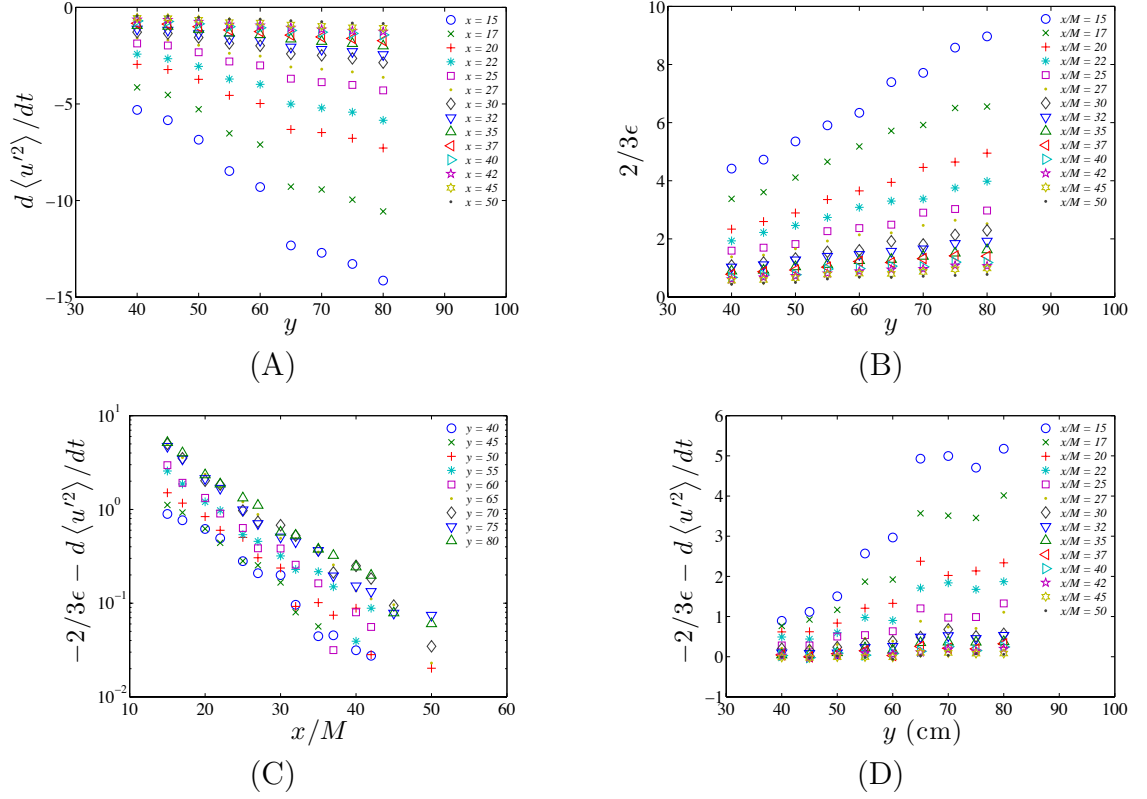 0
−5
−10
−15
30 40 50 60 70 80 90 100
d ⟨u′²⟩ /dt
y
x = 15
x = 17
x = 20
x = 22
x = 25
x = 27
x = 30
x = 32
x = 35
x = 37
x = 40
x = 42
x = 45
x = 50
(A)
10
8
6
4
2
0
30 40 50 60 70 80 90 100
2/3ϵ
y
x/M = 15
x/M = 17
x/M = 20
x/M = 22
x/M = 25
x/M = 27
x/M = 30
x/M = 32
x/M = 35
x/M = 37
x/M = 40
x/M = 42
x/M = 45
x/M = 50
(B)
10¹
10⁰
10⁻¹
10⁻²
10 20 30 40 50 60
−2/3ϵ − d ⟨u′²⟩ /dt
x/M
y = 40
y = 45
y = 50
y = 55
y = 60
y = 65
y = 70
y = 75
y = 80
(C)
6
5
4
3
2
1
0
−1
30 40 50 60 70 80 90 100
−2/3ϵ − d ⟨u′²⟩ /dt
y (cm)
x/M = 15
x/M = 17
x/M = 20
x/M = 22
x/M = 25
x/M = 27
x/M = 30
x/M = 32
x/M = 35
x/M = 37
x/M = 40
x/M = 42
x/M = 45
x/M = 50
(D)